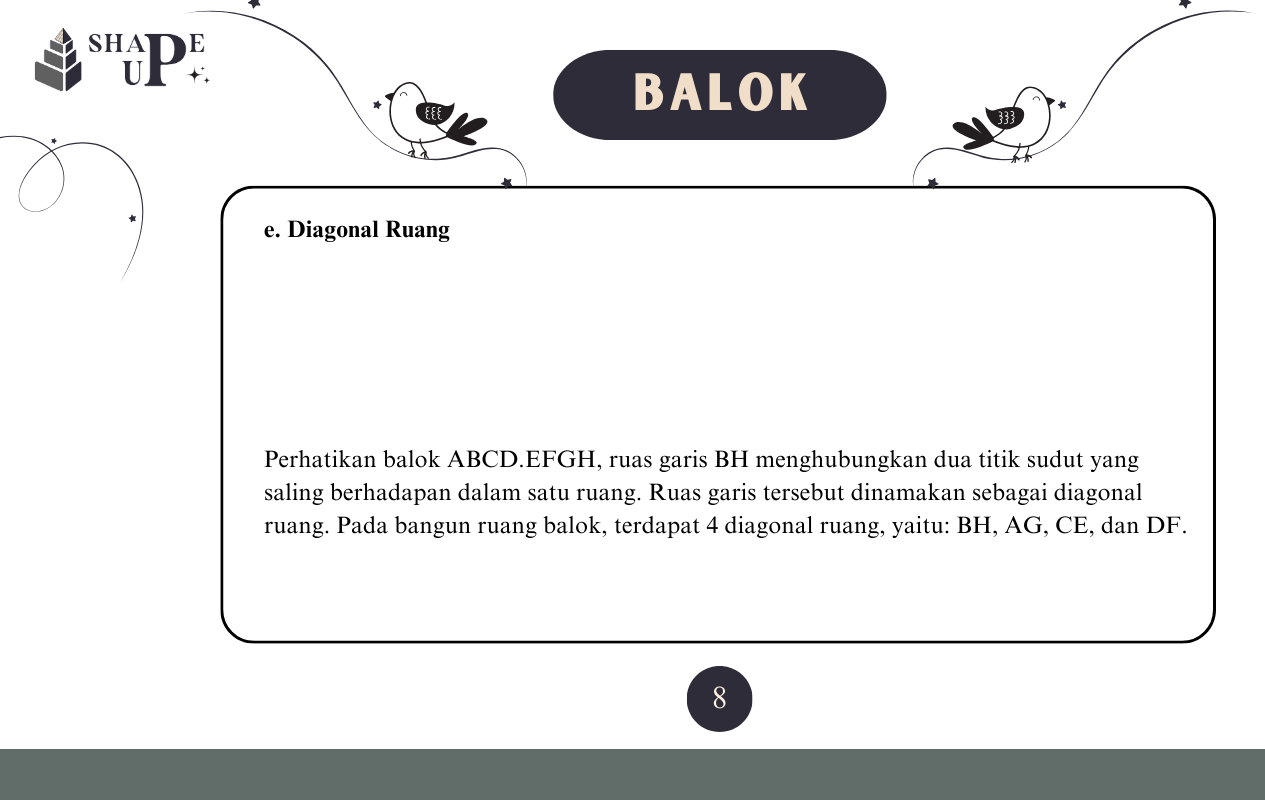 SHAPE
UP
BALOK
e. Diagonal Ruang
Perhatikan balok ABCD.EFGH, ruas garis BH menghubungkan dua titik sudut yang
saling berhadapan dalam satu ruang. Ruas garis tersebut dinamakan sebagai diagonal
ruang. Pada bangun ruang balok, terdapat 4 diagonal ruang, yaitu: BH, AG, CE, dan DF.
8